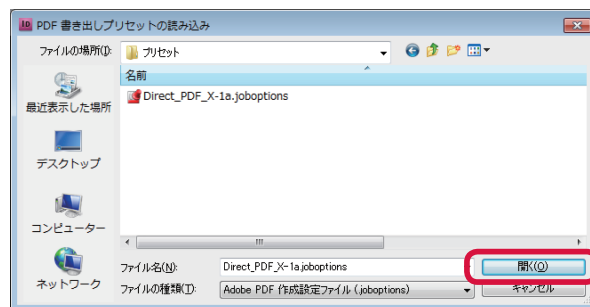 PDF 書き出しプリセットの読み込み
ファイルの場所(I):
プリセット
名前
Direct_PDF_X-1a.joboptions
最近表示した場所
デスクトップ
コンピューター
ネットワーク
ファイル名(N):
Direct_PDF_X-1a.joboptions
開く(O)
ファイルの種類(T):
Adobe PDF 作成設定ファイル (.joboptions)
キャンセル